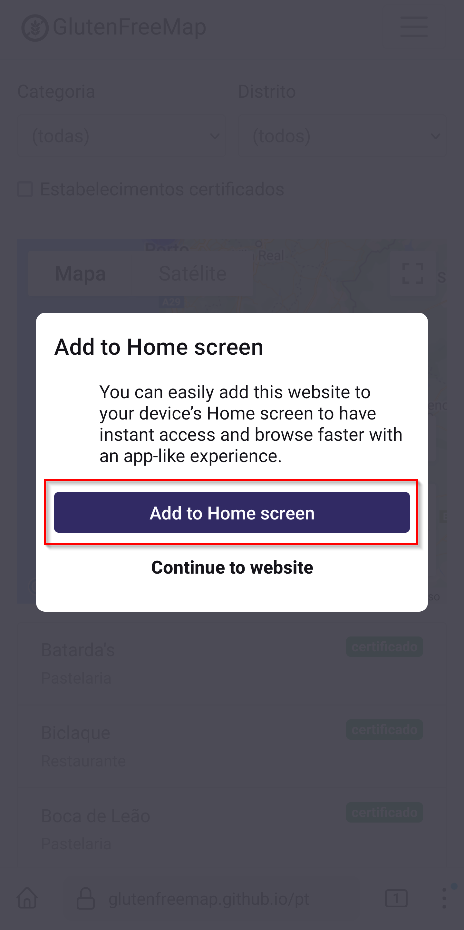 GlutenFreeMap
Categoria Distrito
(todas) (todos)
Estabelecimentos certificados
Real
Mapa Satélite
Add to Home screen
You can easily add this website to
your device's Home screen to have
instant access and browse faster with
an app-like experience.
Add to Home screen
Continue to website
Batarda's certificado
Pastelaria
Biclaque certificado
Restaurante
Boca de Leão certificado
Pastelaria
glutenfreemap.github.io/pt 1